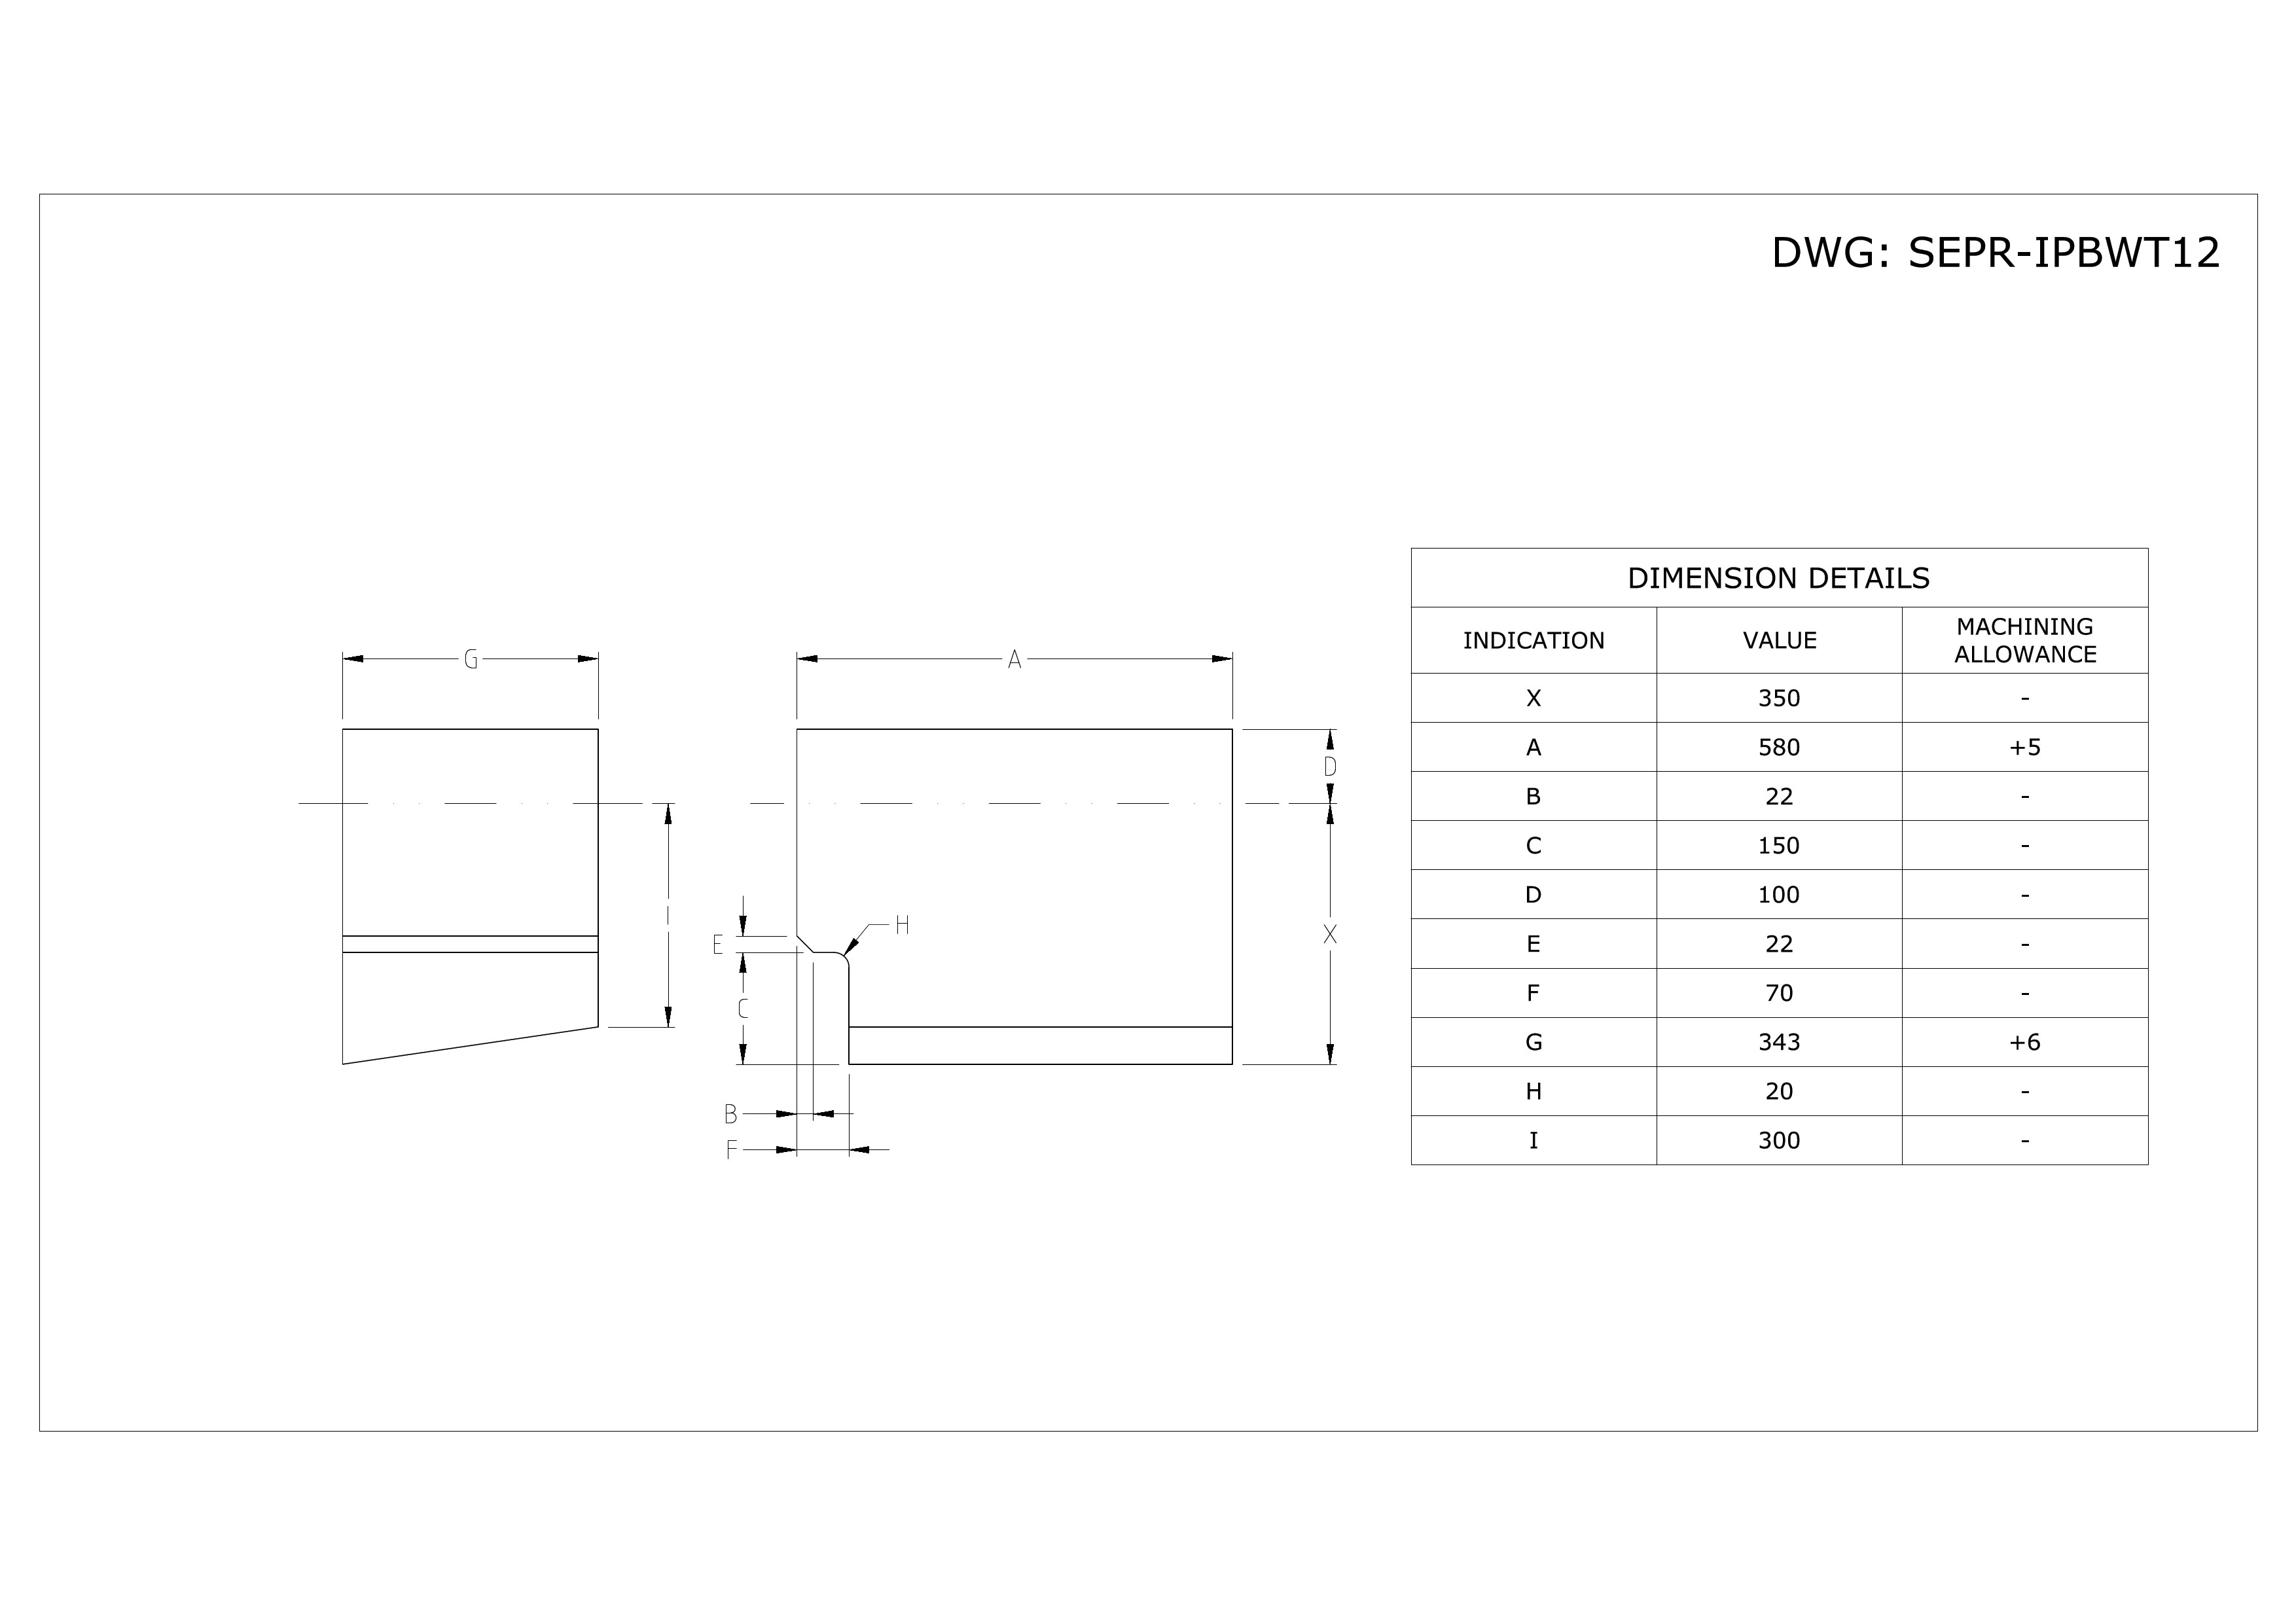 DWG: SEPR-IPBWT12
G
A
D
I
E
H
X
C
B
F
DIMENSION DETAILS
INDICATION VALUE MACHINING ALLOWANCE
X 350 -
A 580 +5
B 22 -
C 150 -
D 100 -
E 22 -
F 70 -
G 343 +6
H 20 -
I 300 -